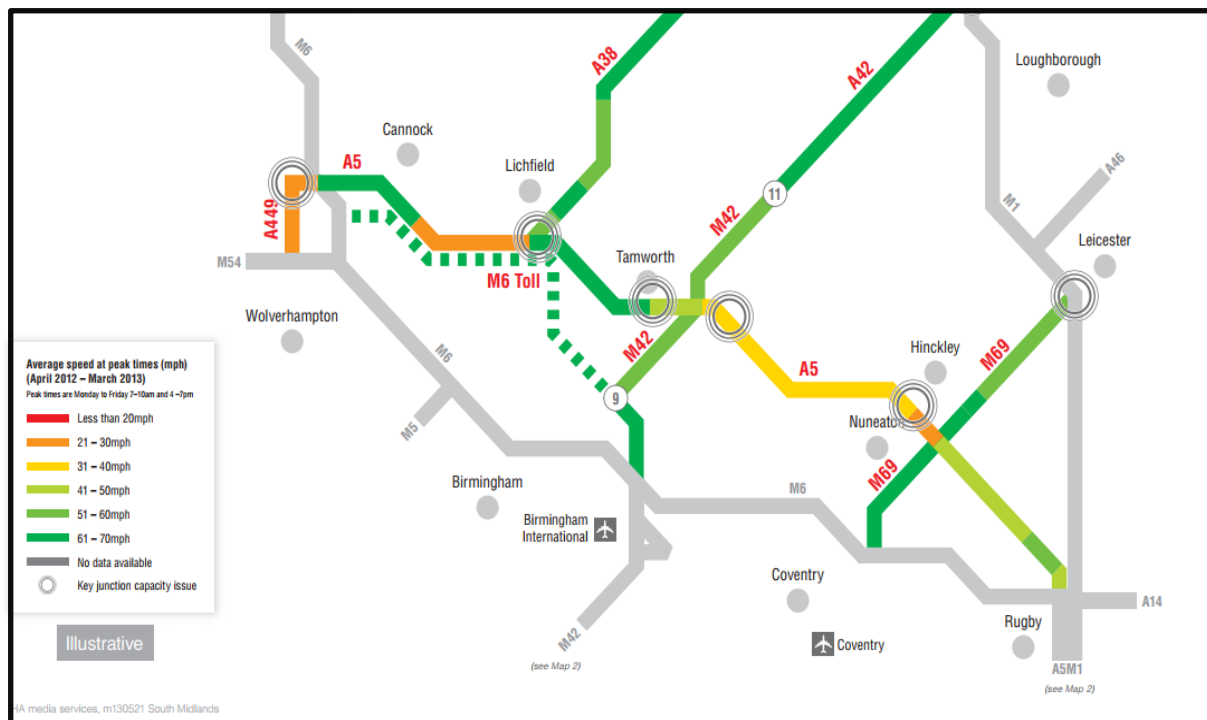 M6
A38
A42
Loughborough
Cannock
A5
Lichfield
A46
11
M42
M1
A449
Leicester
M54
M6 Toll
Tamworth
Wolverhampton
M42
A5
Hinckley
M69
M6
9
M5
Nuneaton
M69
Birmingham
M6
Birmingham
International
Coventry
A14
Rugby
Coventry
M42
(see Map 2)
A5M1
(see Map 2)
Average speed at peak times (mph)
(April 2012 – March 2013)
Peak times are Monday to Friday 7–10am and 4 –7pm
Less than 20mph
21 – 30mph
31 – 40mph
41 – 50mph
51 – 60mph
61 – 70mph
No data available
Key junction capacity issue
Illustrative
HA media services, m130521 South Midlands